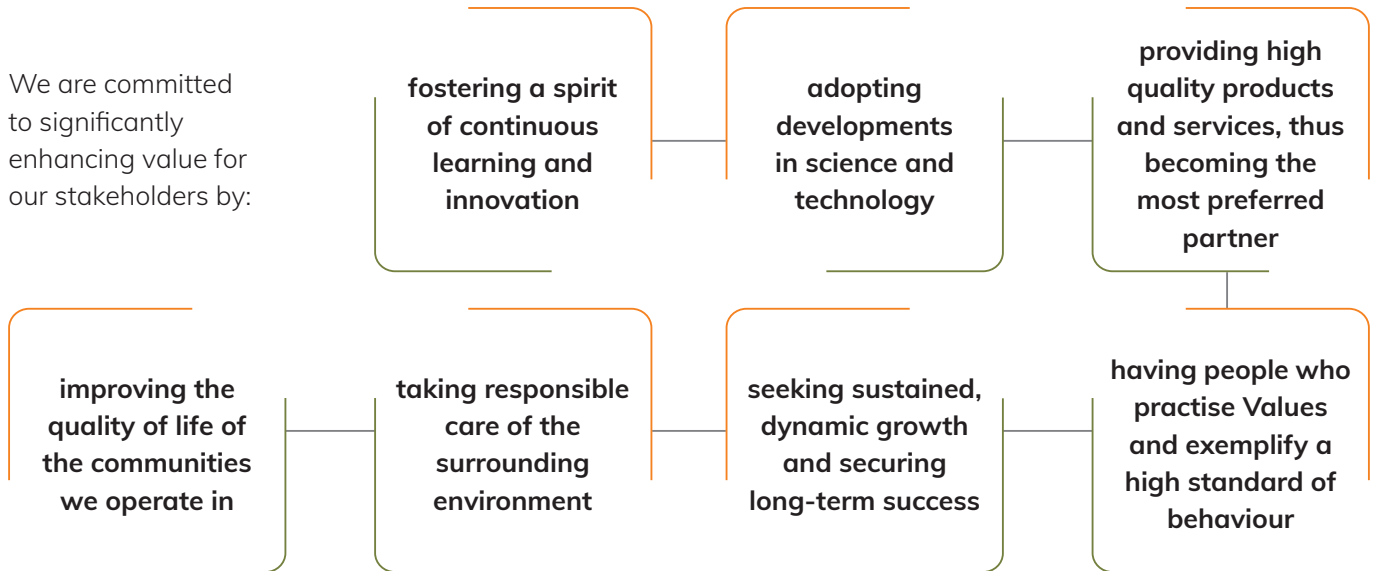 We are committed
to significantly
enhancing value for
our stakeholders by:
fostering a spirit
of continuous
learning and
innovation
adopting
developments
in science and
technology
providing high
quality products
and services, thus
becoming the
most preferred
partner
having people who
practise Values
and exemplify a
high standard of
behaviour
seeking sustained,
dynamic growth
and securing
long-term success
taking responsible
care of the
surrounding
environment
improving the
quality of life of
the communities
we operate in